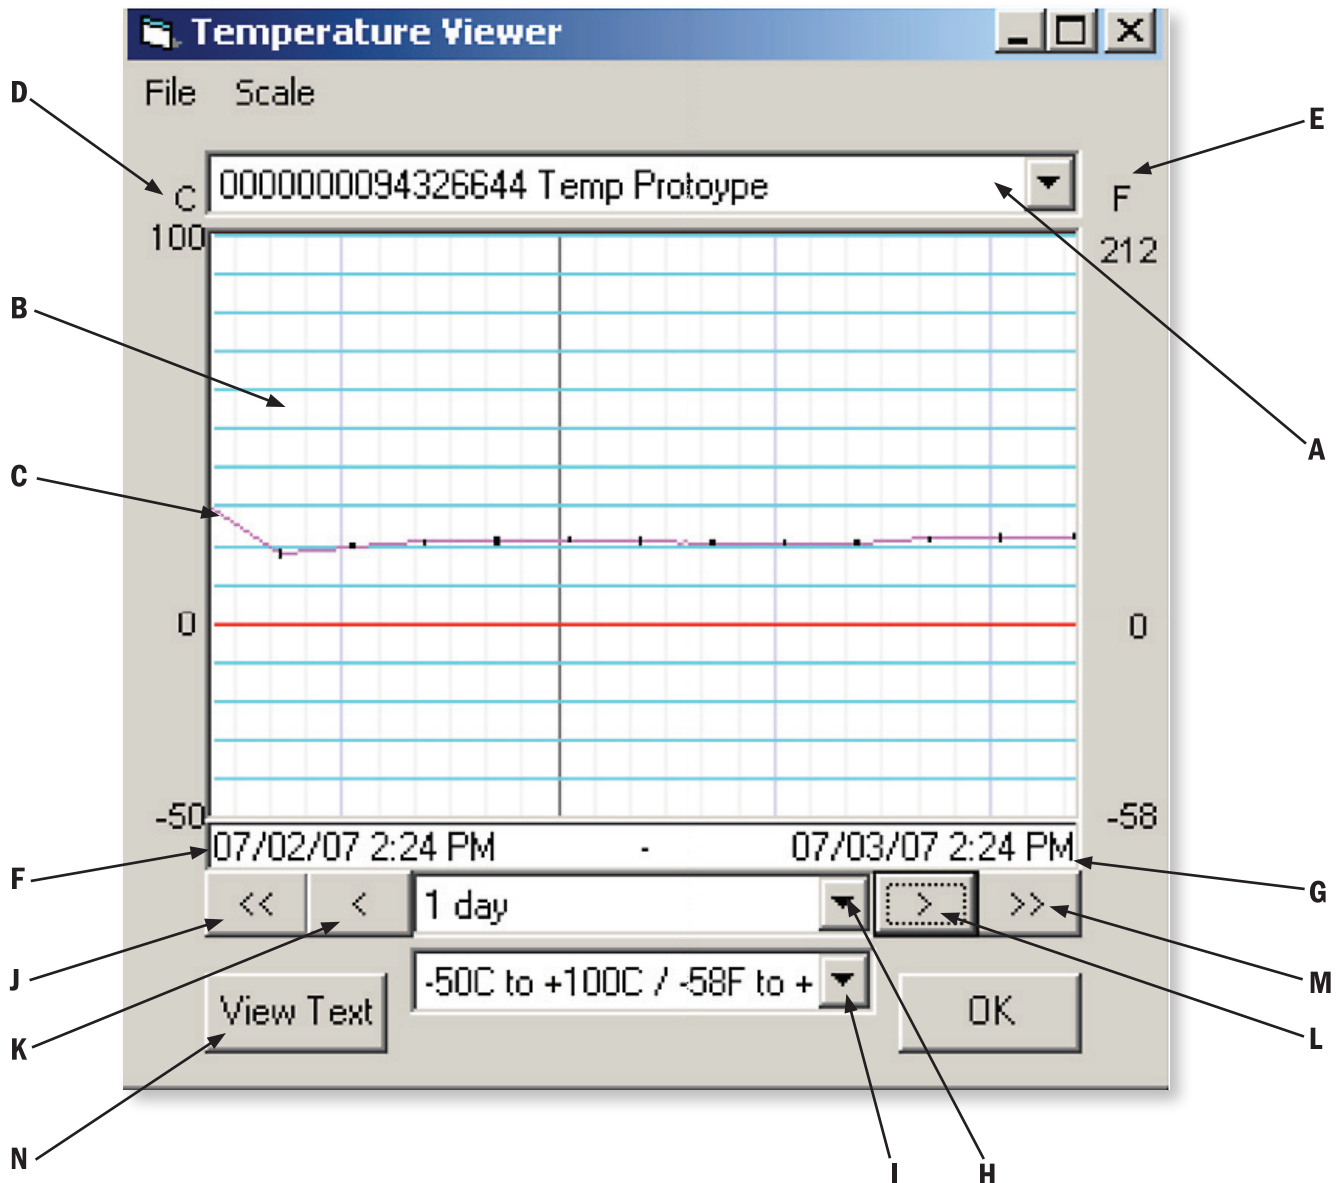 Temperature Viewer
File Scale
D
E
C 0000000094326644 Temp Protoype F
100 212
B
A
C
0 0
-50 -58
07/02/07 2:24 PM - 07/03/07 2:24 PM
F
G
<< < 1 day > >>
J
M
View Text -50C to +100C / -58F to + OK
K
L
N
I
H